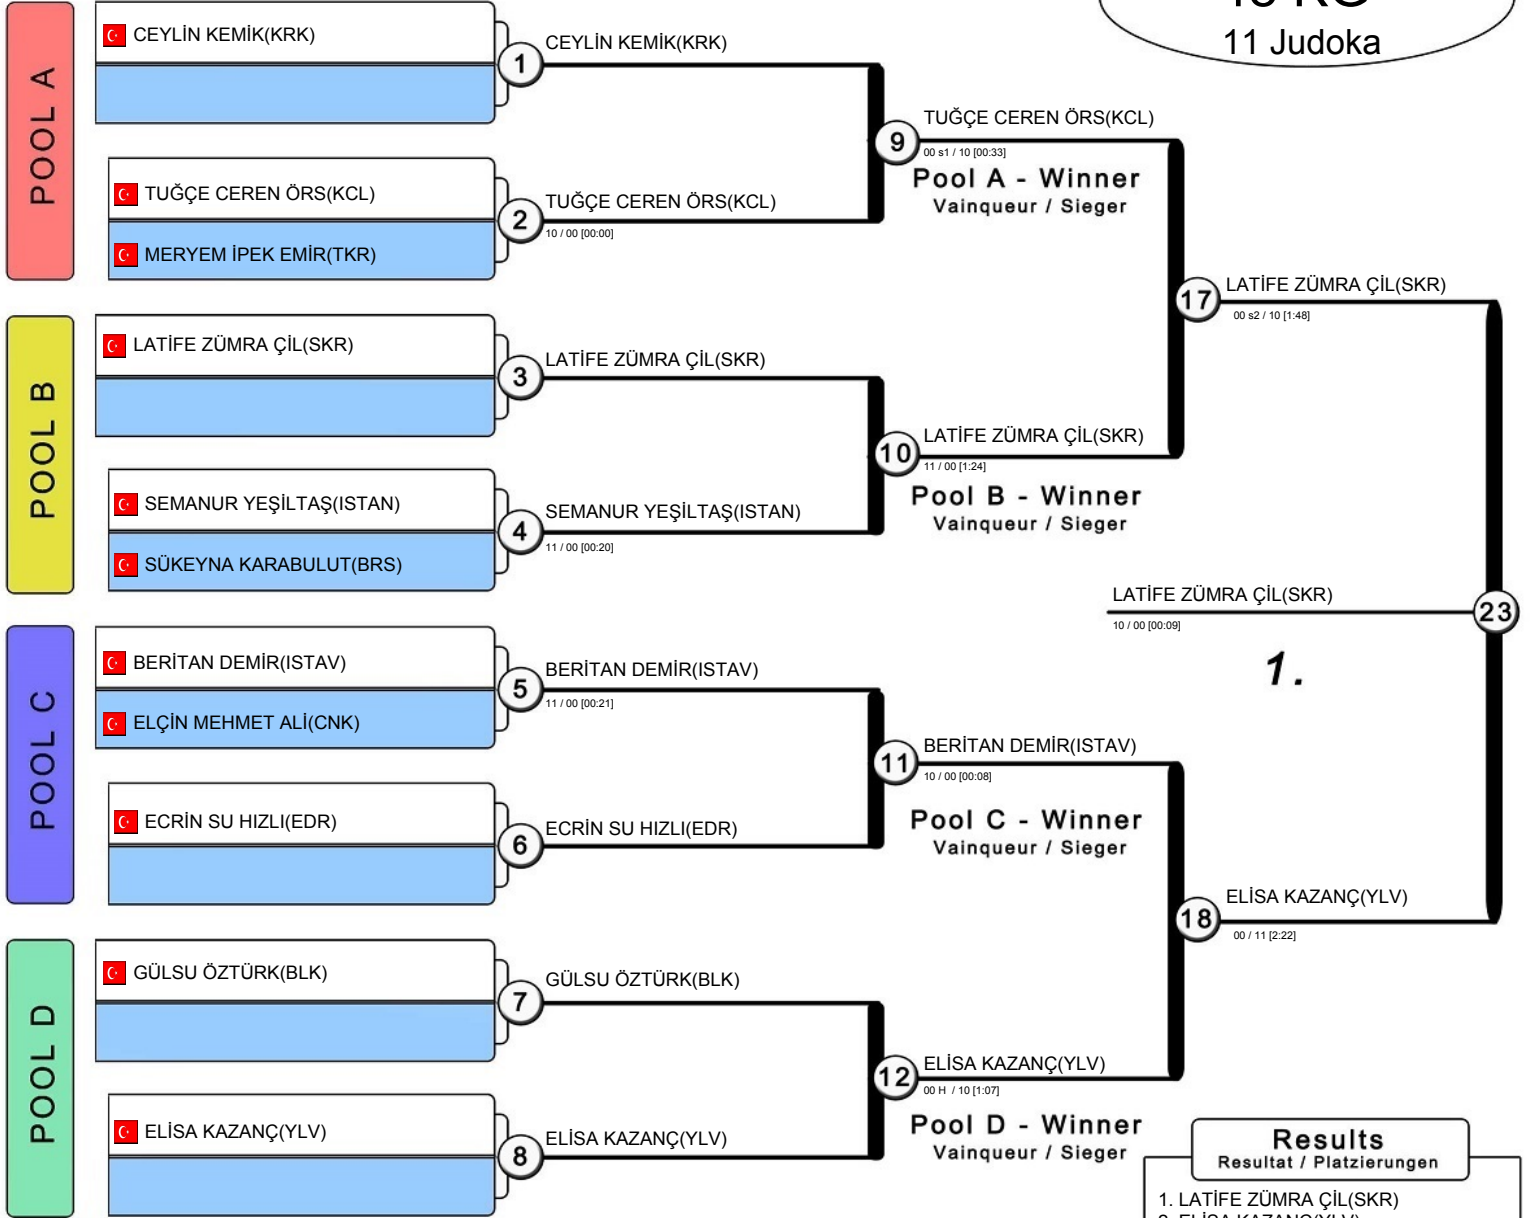 11 Judoka
POOL A
CEYLİN KEMİK(KRK)
1
CEYLİN KEMİK(KRK)
TUĞÇE CEREN ÖRS(KCL)
MERYEM İPEK EMİR(TKR)
2
TUĞÇE CEREN ÖRS(KCL)
10 / 00 [00:00]
9
TUĞÇE CEREN ÖRS(KCL)
00 s1 / 10 [00:33]
Pool A - Winner
Vainqueur / Sieger
POOL B
LATİFE ZÜMRA ÇİL(SKR)
3
LATİFE ZÜMRA ÇİL(SKR)
SEMANUR YEŞİLTAŞ(ISTAN)
SÜKEYNA KARABULUT(BRS)
4
SEMANUR YEŞİLTAŞ(ISTAN)
11 / 00 [00:20]
10
LATİFE ZÜMRA ÇİL(SKR)
11 / 00 [1:24]
Pool B - Winner
Vainqueur / Sieger
17
LATİFE ZÜMRA ÇİL(SKR)
00 s2 / 10 [1:48]
POOL C
BERİTAN DEMİR(ISTAV)
ELÇİN MEHMET ALİ(CNK)
5
BERİTAN DEMİR(ISTAV)
11 / 00 [00:21]
ECRİN SU HIZLI(EDR)
6
ECRİN SU HIZLI(EDR)
11
BERİTAN DEMİR(ISTAV)
10 / 00 [00:08]
Pool C - Winner
Vainqueur / Sieger
POOL D
GÜLSU ÖZTÜRK(BLK)
7
GÜLSU ÖZTÜRK(BLK)
ELİSA KAZANÇ(YLV)
8
ELİSA KAZANÇ(YLV)
12
ELİSA KAZANÇ(YLV)
00 H / 10 [1:07]
Pool D - Winner
Vainqueur / Sieger
18
ELİSA KAZANÇ(YLV)
00 / 11 [2:22]
LATİFE ZÜMRA ÇİL(SKR)
10 / 00 [00:09]
23
1.
Results
Resultat / Platzierungen
1. LATİFE ZÜMRA ÇİL(SKR)
2. ELİSA KAZANÇ(YLV)